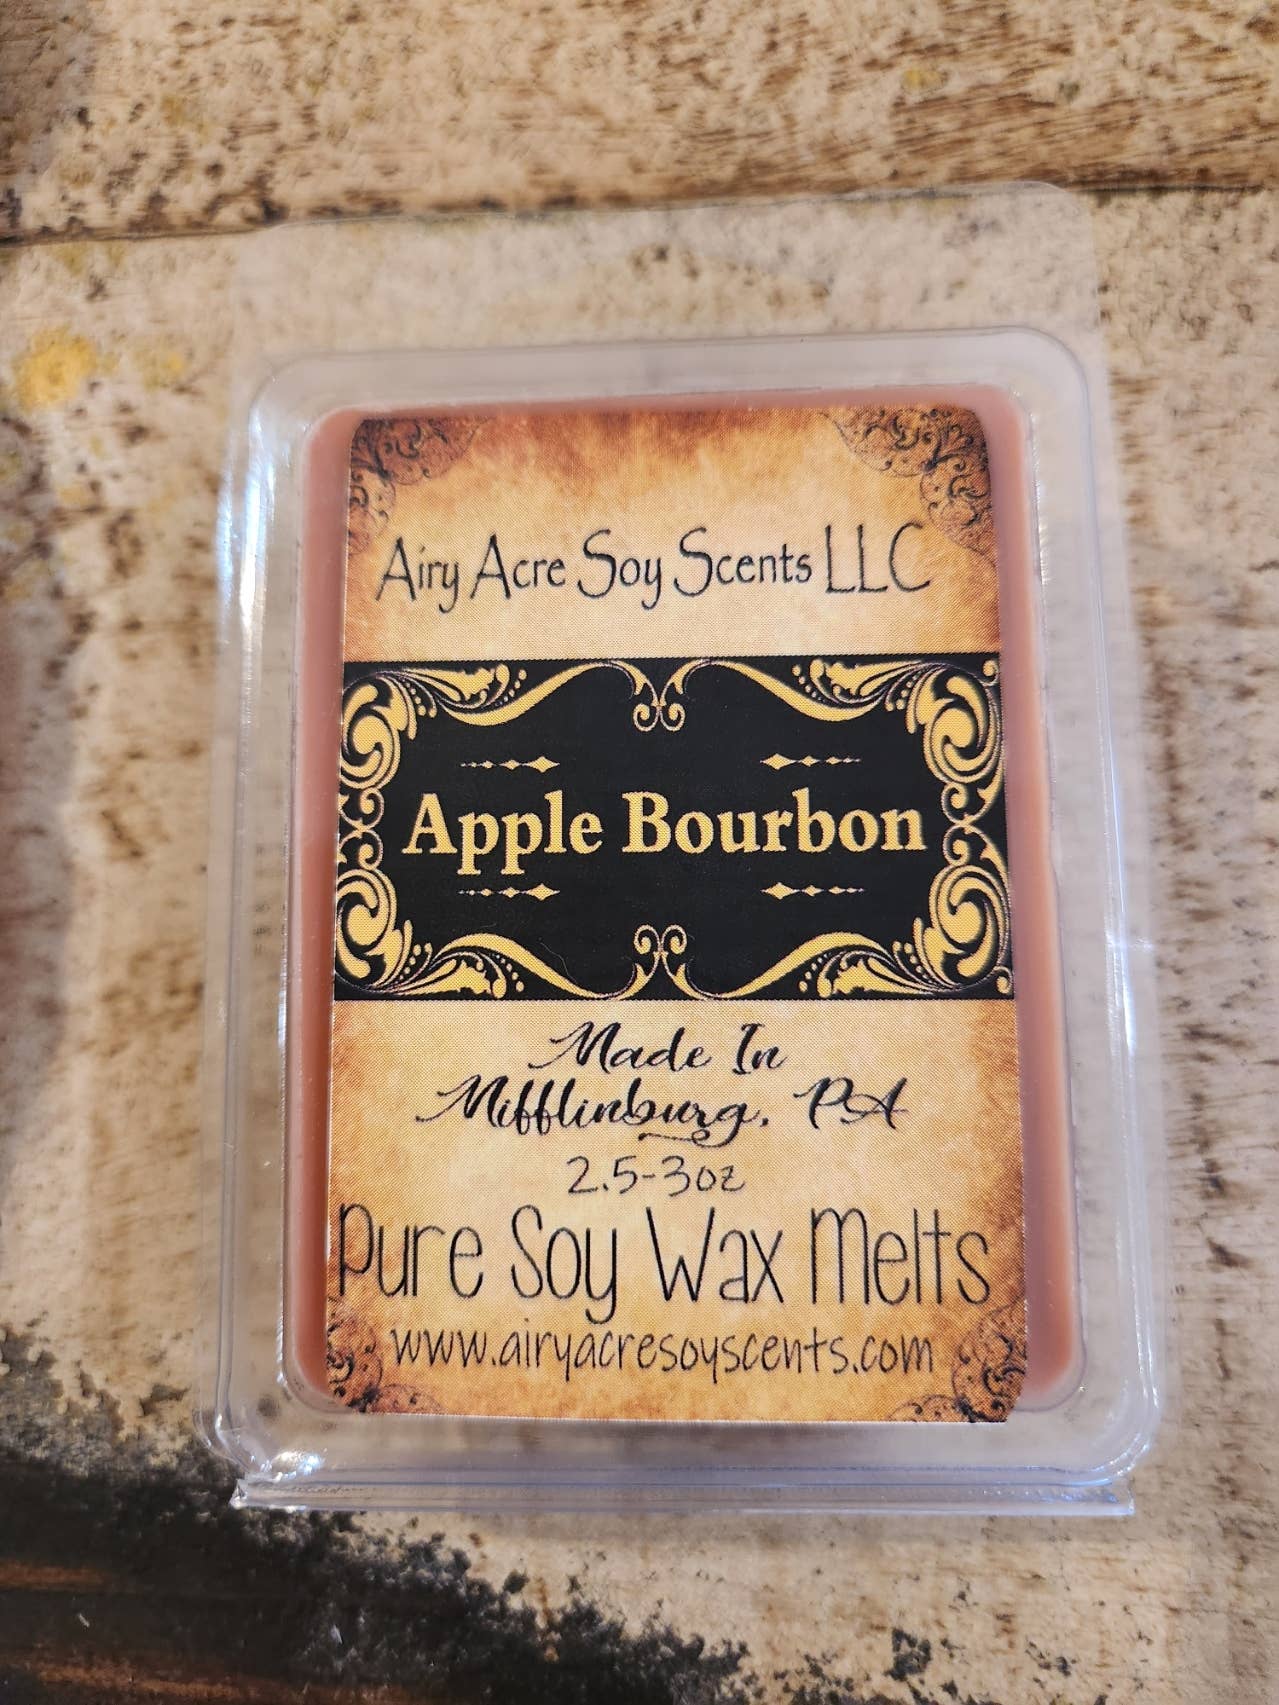 Airy Acre Soy Scents LLC
Apple Bourbon
Made In
Mifflinburg, PA
2.5-3oz
Pure Soy Wax Melts
www.airyacresoyscents.com